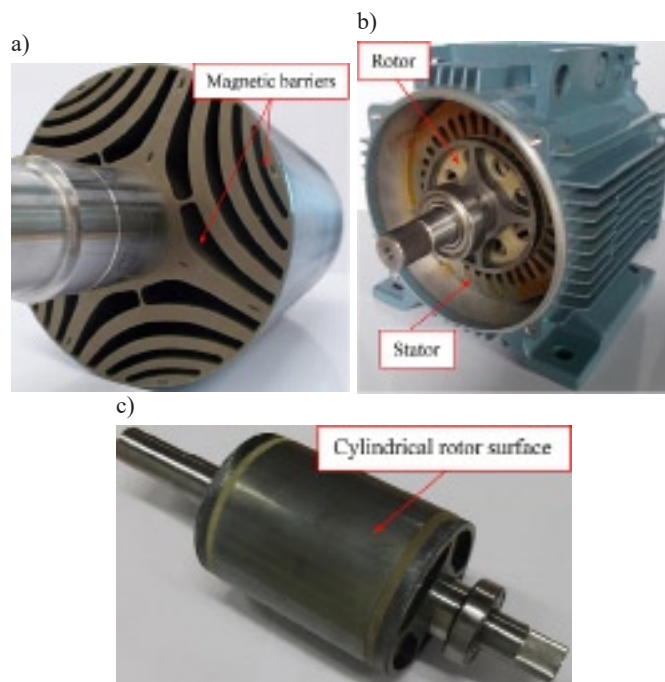 a)
Magnetic barriers
b)
Rotor
Stator
c)
Cylindrical rotor surface